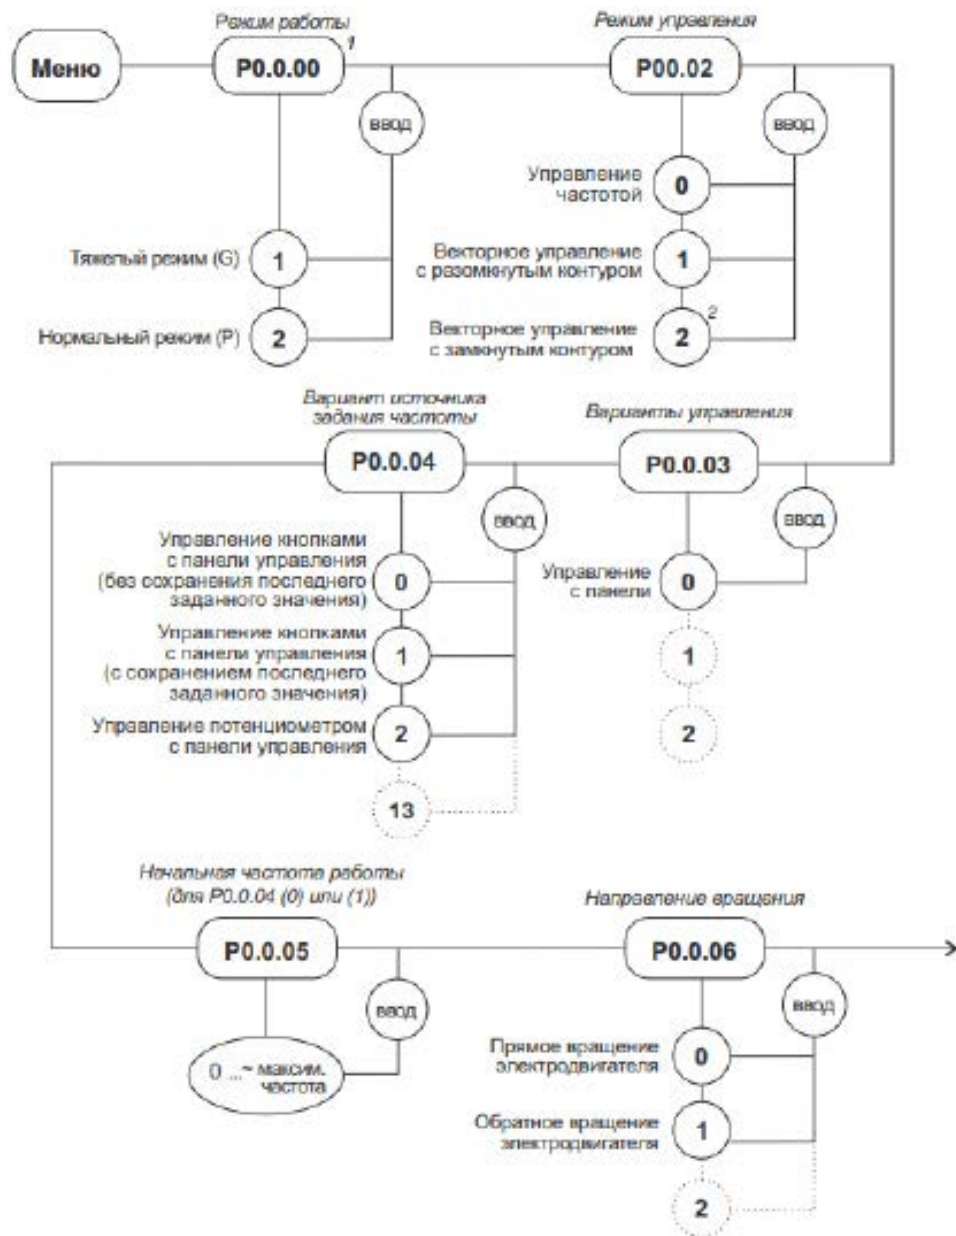 Режим работы
Меню
P0.0.00
1
ввод
Тяжелый режим (G)
1
Нормальный режим (P)
2
Режим управления
P00.02
ввод
Управление
частотой
0
Векторное управление
с разомкнутым контуром
1
Векторное управление
с замкнутым контуром
2
2
Варианты управления
P0.0.03
ввод
Управление
с панели
0
1
2
Вариант источника
задания частоты
P0.0.04
ввод
Управление кнопками
с панели управления
(без сохранения последнего
заданного значения)
0
Управление кнопками
с панели управления
(с сохранением последнего
заданного значения)
1
Управление потенциометром
с панели управления
2
13
Начальная частота работы
(для P0.0.04 (0) или (1))
P0.0.05
ввод
0 ...~ максим.
частота
Направление вращения
P0.0.06
ввод
Прямое вращение
электродвигателя
0
Обратное вращение
электродвигателя
1
2